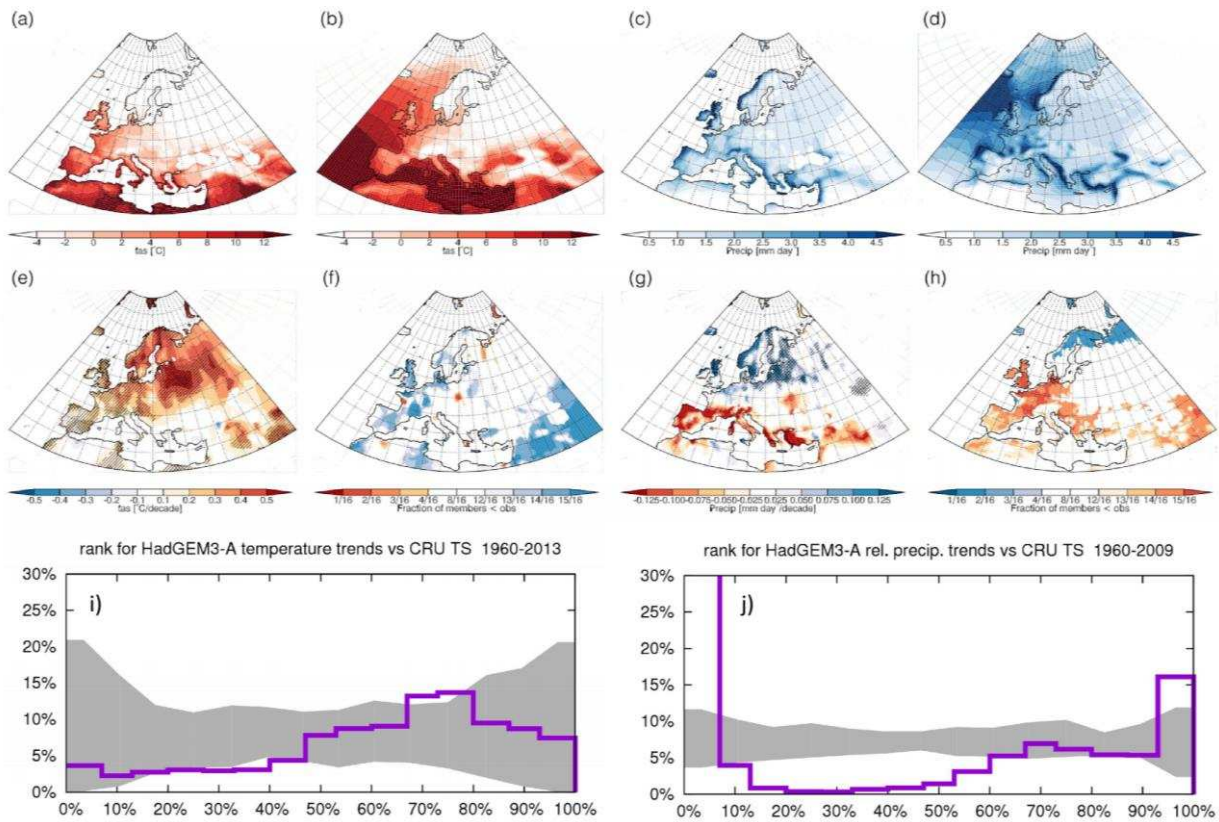 (a) (b) (c) (d)
-4 -2 0 2 4 6 8 10 12
tas [°C]
-4 -2 0 2 4 6 8 10 12
tas [°C]
0.5 1.0 1.5 2.0 2.5 3.0 3.5 4.0 4.5
Precip [mm day⁻]
0.5 1.0 1.5 2.0 2.5 3.0 3.5 4.0 4.5
Precip [mm day⁻]
(e) (f) (g) (h)
-0.5 -0.4 -0.3 -0.2 -0.1 0.1 0.2 0.3 0.4 0.5
tas [°C/decade]
1/16 2/16 3/16 4/16 8/16 12/16 13/16 14/16 15/16
Fraction of members < obs
-0.125 -0.100 -0.075 -0.050 -0.025 0.025 0.050 0.075 0.100 0.125
Precip [mm day⁻/decade]
1/16 2/16 3/16 4/16 8/16 12/16 13/16 14/16 15/16
Fraction of members < obs
rank for HadGEM3-A temperature trends vs CRU TS 1960-2013
30%
25%
20%
15%
10%
5%
0%
i)
0% 10% 20% 30% 40% 50% 60% 70% 80% 90% 100%
rank for HadGEM3-A rel. precip. trends vs CRU TS 1960-2009
30%
25%
20%
15%
10%
5%
0%
j)
0% 10% 20% 30% 40% 50% 60% 70% 80% 90% 100%